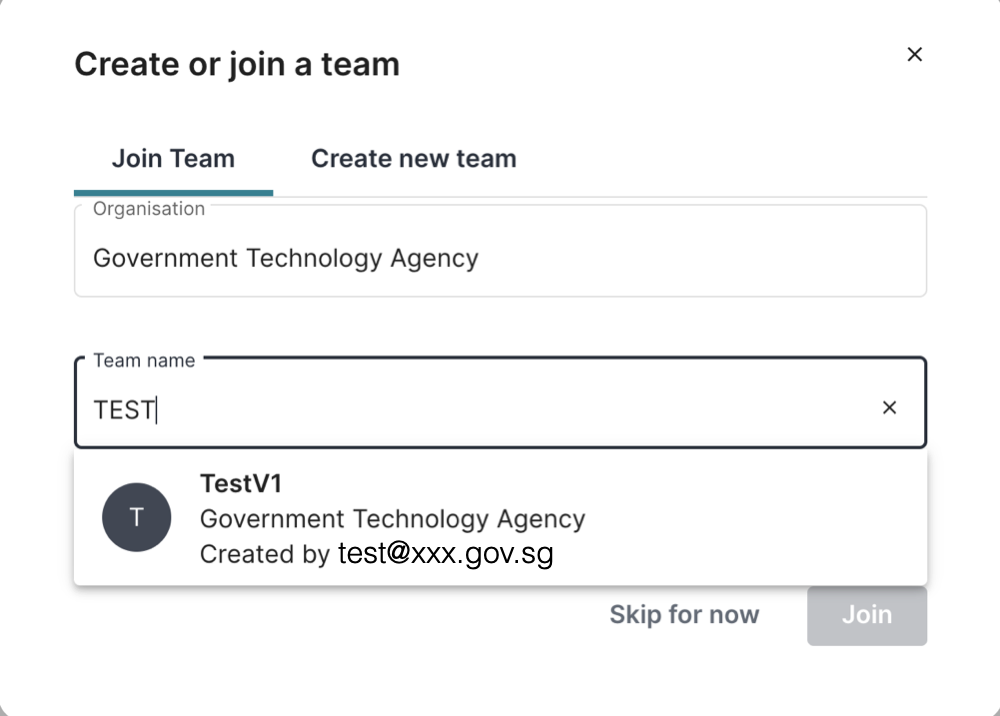 Create or join a team
Join Team
Create new team
Organisation
Government Technology Agency
Team name
TEST
T
TestV1
Government Technology Agency
Created by test@xxx.gov.sg
Skip for now
Join